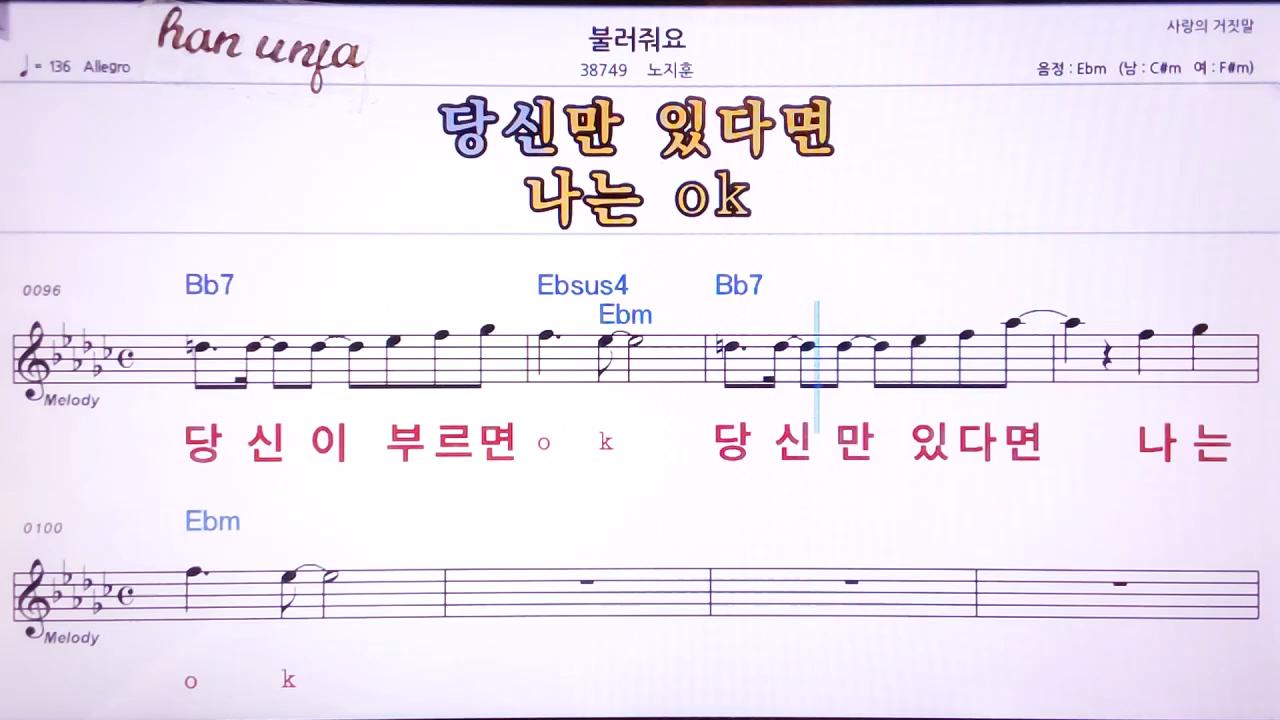 han unfa
불러줘요
사랑의 거짓말
♩= 136 Allegro
38749 노지훈
음정 : Ebm (남 : C#m 여 : F#m)
당신만 있다면
나는 ok
0096
Bb7 Ebsus4 Bb7
Ebm
Melody
당 신 이 부르면 o k 당 신 만 있다면 나 는
0100
Ebm
Melody
o k